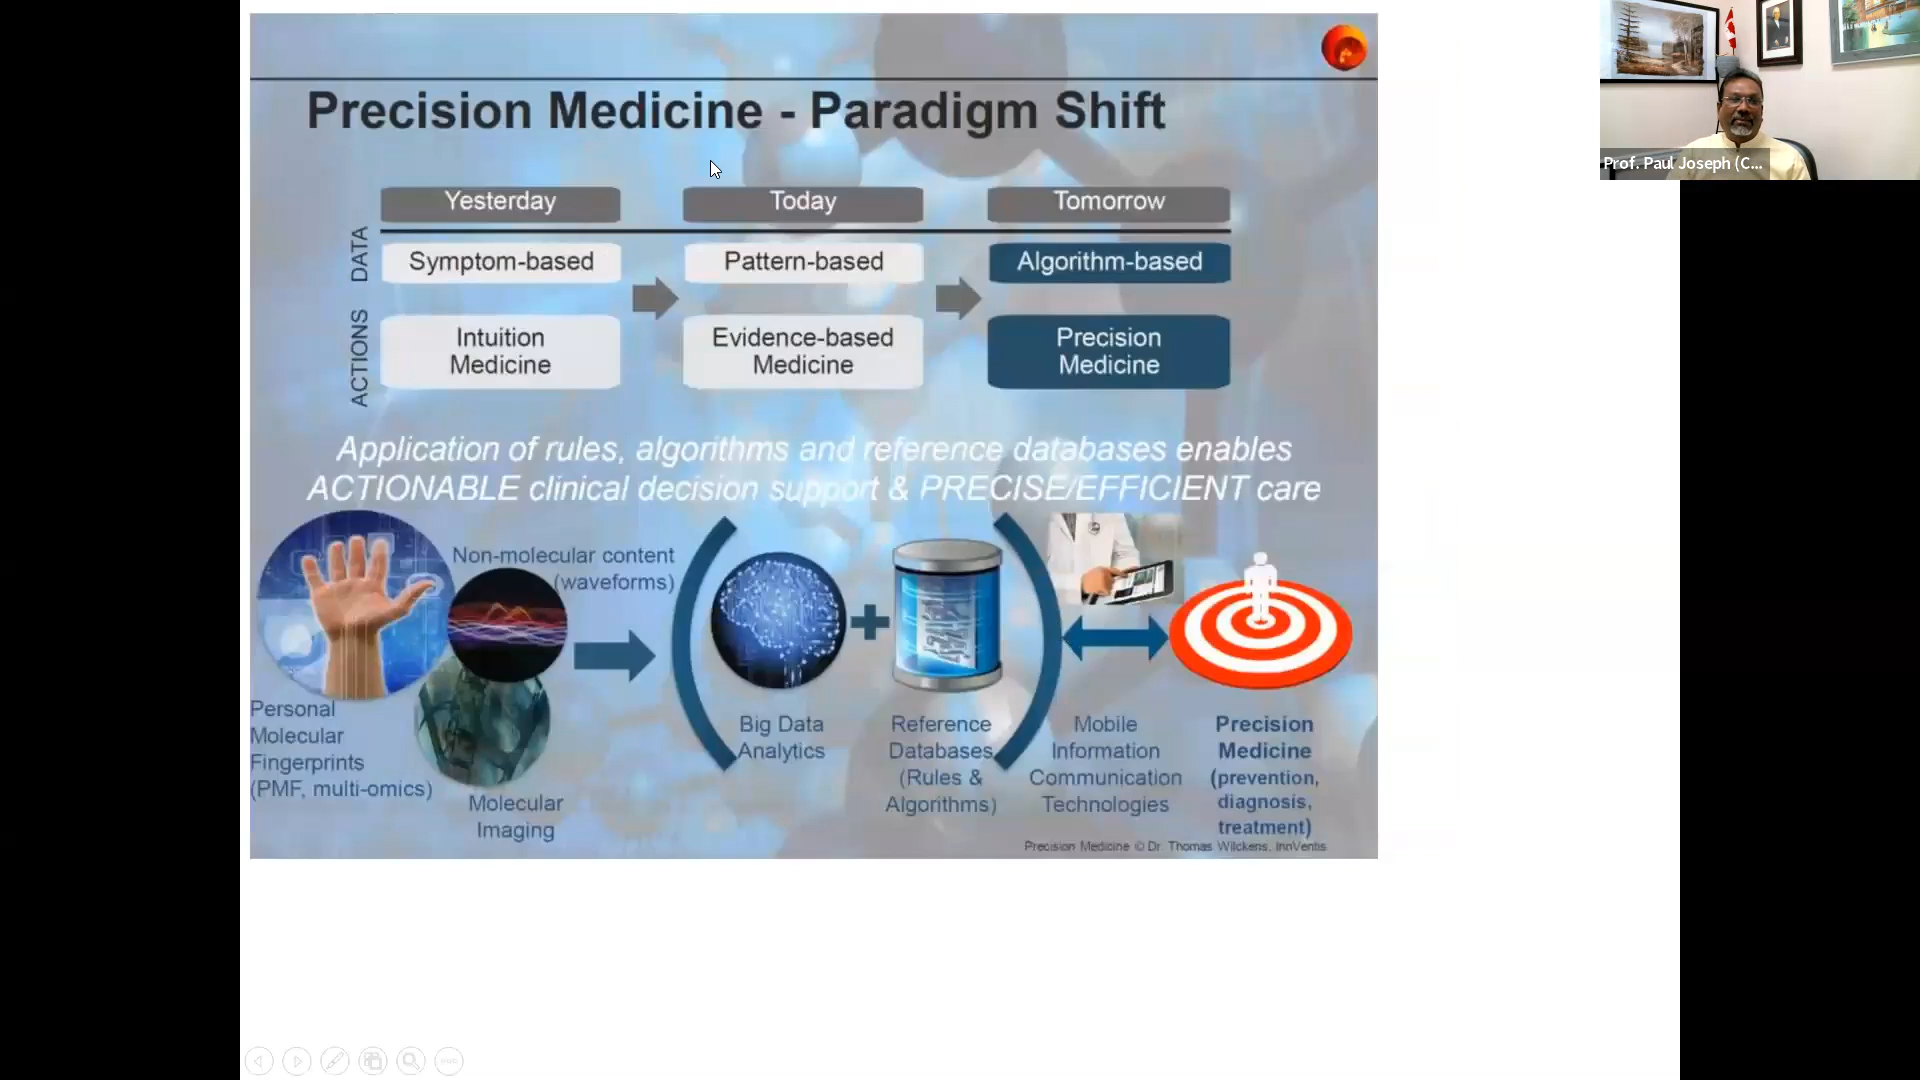 Precision Medicine - Paradigm Shift
Prof. Paul Joseph (C...
Yesterday
Today
Tomorrow
DATA
Symptom-based
Pattern-based
Algorithm-based
ACTIONS
Intuition
Medicine
Evidence-based
Medicine
Precision
Medicine
Application of rules, algorithms and reference databases enables
ACTIONABLE clinical decision support & PRECISE/EFFICIENT care
Non-molecular content
(waveforms)
Personal
Molecular
Fingerprints
(PMF, multi-omics)
Molecular
Imaging
Big Data
Analytics
Reference
Databases
(Rules &
Algorithms)
Mobile
Information
Communication
Technologies
Precision
Medicine
(prevention,
diagnosis,
treatment)
Precision Medicine © Dr. Thomas Wilckens, InnVentis